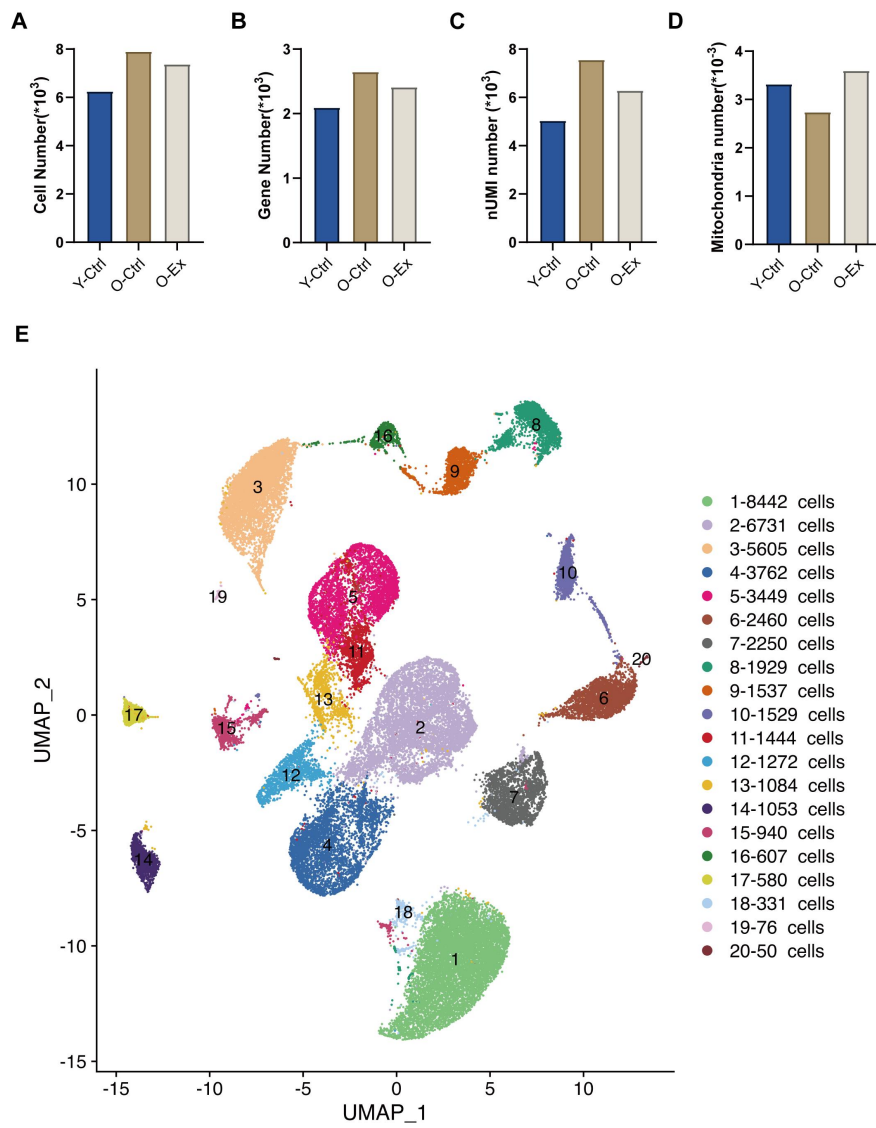 A
Cell Number(*10³)
8
6
4
2
0
Y-Ctrl
O-Ctrl
O-Ex
B
Gene Number(*10³)
3
2
1
0
Y-Ctrl
O-Ctrl
O-Ex
C
nUMI number (*10³)
8
6
4
2
0
Y-Ctrl
O-Ctrl
O-Ex
D
Mitochondria number(*10⁻³)
4
3
2
1
0
Y-Ctrl
O-Ctrl
O-Ex
E
UMAP_2
10
5
0
-5
-10
-15
8
16
9
3
10
5
19
11
20
13
6
17
15
2
12
7
4
14
18
1
-15
-10
-5
0
5
10
UMAP_1
1-8442 cells
2-6731 cells
3-5605 cells
4-3762 cells
5-3449 cells
6-2460 cells
7-2250 cells
8-1929 cells
9-1537 cells
10-1529 cells
11-1444 cells
12-1272 cells
13-1084 cells
14-1053 cells
15-940 cells
16-607 cells
17-580 cells
18-331 cells
19-76 cells
20-50 cells